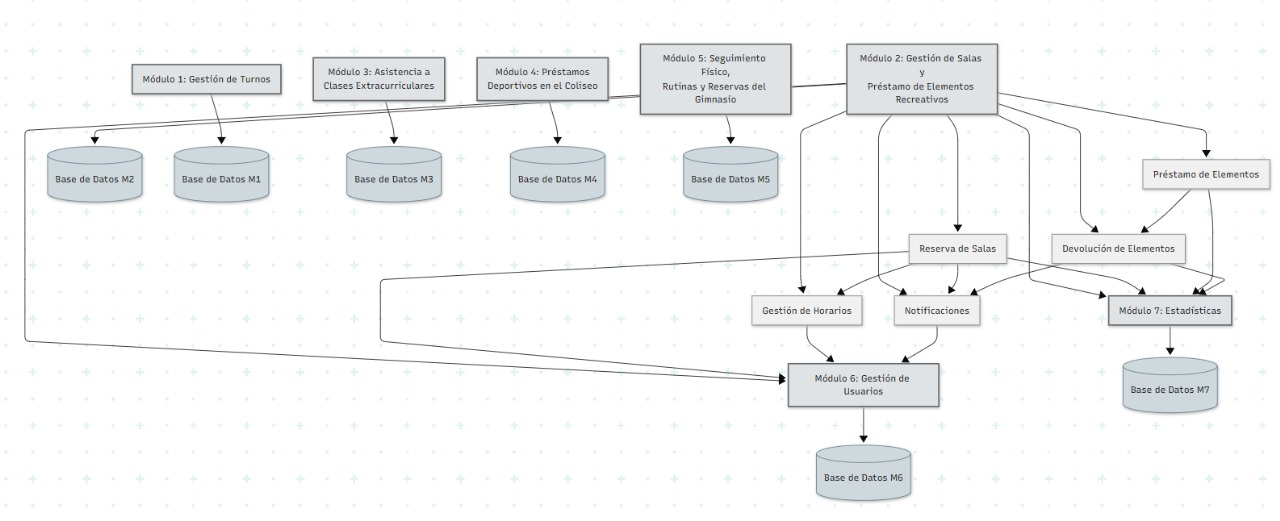 Módulo 1: Gestión de Turnos
Módulo 3: Asistencia a
Clases Extracurriculares
Módulo 4: Préstamos
Deportivos en el Coliseo
Módulo 5: Seguimiento
Físico,
Rutinas y Reservas del
Gimnasio
Módulo 2: Gestión de Salas
y
Préstamo de Elementos
Recreativos
Base de Datos M2
Base de Datos M1
Base de Datos M3
Base de Datos M4
Base de Datos M5
Préstamo de Elementos
Reserva de Salas
Devolución de Elementos
Gestión de Horarios
Notificaciones
Módulo 7: Estadísticas
Módulo 6: Gestión de
Usuarios
Base de Datos M7
Base de Datos M6